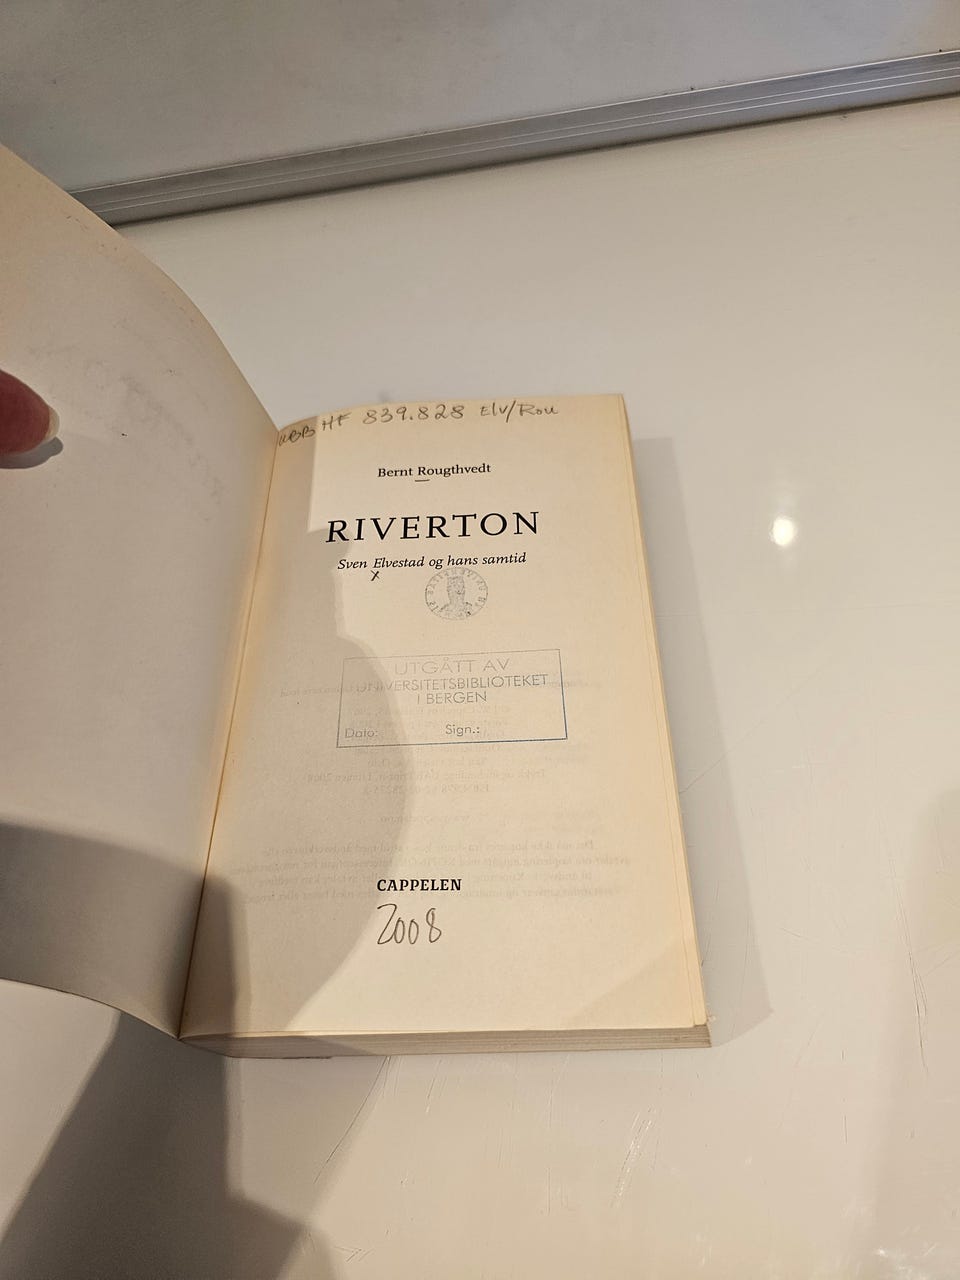 UBB HF 839.828 Elv/Rou
Bernt Rougthvedt
RIVERTON
Sven Elvestad og hans samtid
x
UTGÅTT AV
UNIVERSITETSBIBLIOTEKET
I BERGEN
Dato: Sign.:
CAPPELEN
2008